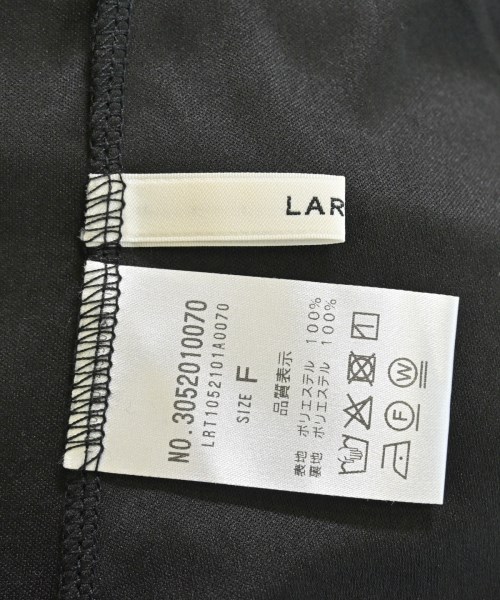 LAR
NO.3052010070
LRT1052101A0070
SIZE F
品質表示
表地 ポリエステル 100%
裏地 ポリエステル 100%
F W